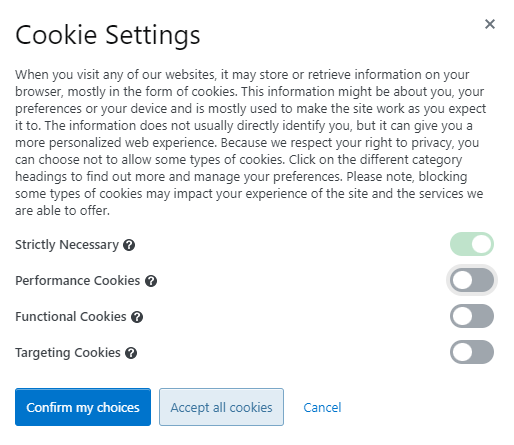 Cookie Settings
When you visit any of our websites, it may store or retrieve information on your
browser, mostly in the form of cookies. This information might be about you, your
preferences or your device and is mostly used to make the site work as you expect
it to. The information does not usually directly identify you, but it can give you a
more personalized web experience. Because we respect your right to privacy, you
can choose not to allow some types of cookies. Click on the different category
headings to find out more and manage your preferences. Please note, blocking
some types of cookies may impact your experience of the site and the services we
are able to offer.
Strictly Necessary ?
Performance Cookies ?
Functional Cookies ?
Targeting Cookies ?
Confirm my choices Accept all cookies Cancel